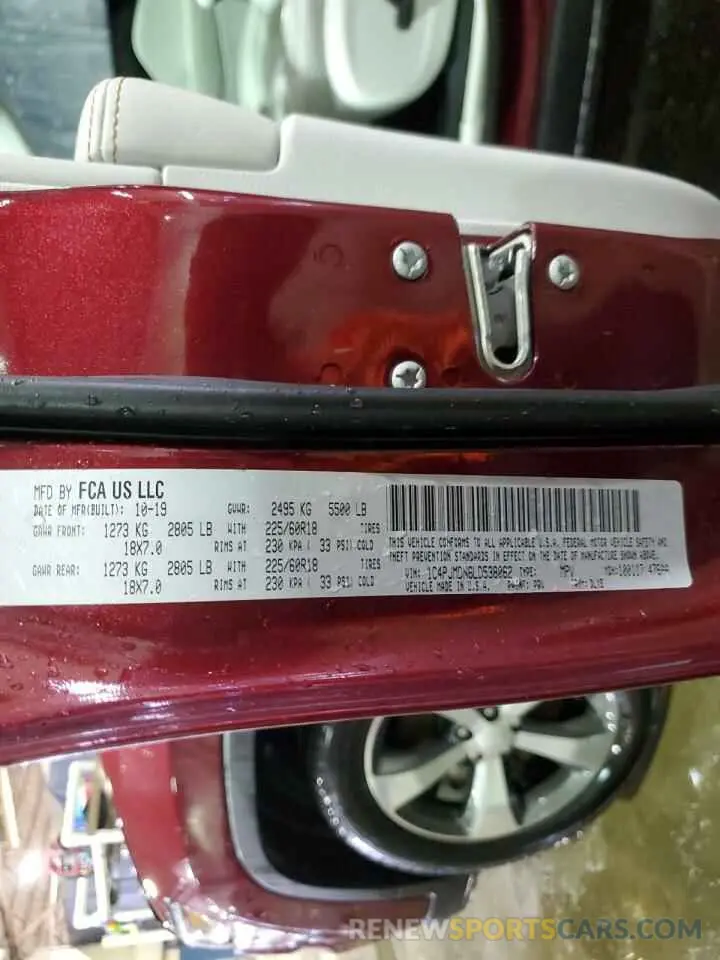 MFD BY FCA US LLC
DATE OF MFR(BUILT): 10-19 GVWR: 2495 KG 5500 LB
GAWR FRONT: 1273 KG 2805 LB WITH 225/60R18 TIRES
18X7.0 RIMS AT 230 KPA ( 33 PSI) COLD
GAWR REAR: 1273 KG 2805 LB WITH 225/60R18 TIRES
18X7.0 RIMS AT 230 KPA ( 33 PSI) COLD
THIS VEHICLE CONFORMS TO ALL APPLICABLE U.S.A. FEDERAL MOTOR VEHICLE SAFETY AND
THEFT PREVENTION STANDARDS IN EFFECT ON THE DATE OF MANUFACTURE SHOWN ABOVE.
VIN: 1C4PJMDN8LD538062 TYPE: MPV
VEHICLE MADE IN U.S.A. PAINT: PRV
RENEWSPORTSCARS.COM